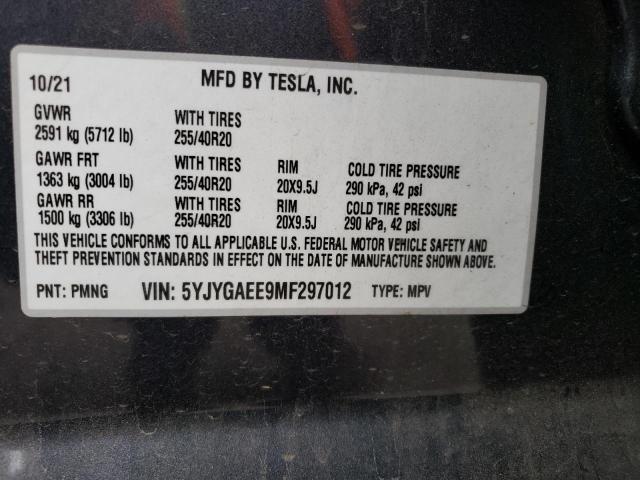 10/21 MFD BY TESLA, INC.
GVWR WITH TIRES
2591 kg (5712 lb) 255/40R20
GAWR FRT WITH TIRES RIM COLD TIRE PRESSURE
1363 kg (3004 lb) 255/40R20 20X9.5J 290 kPa, 42 psi
GAWR RR WITH TIRES RIM COLD TIRE PRESSURE
1500 kg (3306 lb) 255/40R20 20X9.5J 290 kPa, 42 psi
THIS VEHICLE CONFORMS TO ALL APPLICABLE U.S. FEDERAL MOTOR VEHICLE SAFETY AND
THEFT PREVENTION STANDARDS IN EFFECT ON THE DATE OF MANUFACTURE SHOWN ABOVE.
PNT: PMNG VIN: 5YJYGAEE9MF297012 TYPE: MPV